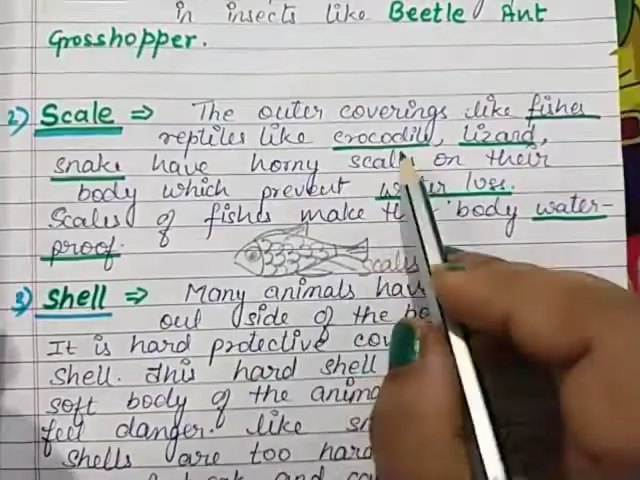 in insects like Beetle Ant
Grosshopper.
2) Scale ⇒ The outer coverings like fishes
reptiles like crocodile, lizard,
snake have horny scales on their
body which prevent water loss.
Scales of fishes make their body water-
proof.
scales
3) Shell ⇒ Many animals have
out side of the
It is hard protective
shell. This hard shell
soft body of the
feel danger. like
Shells are too hard
and